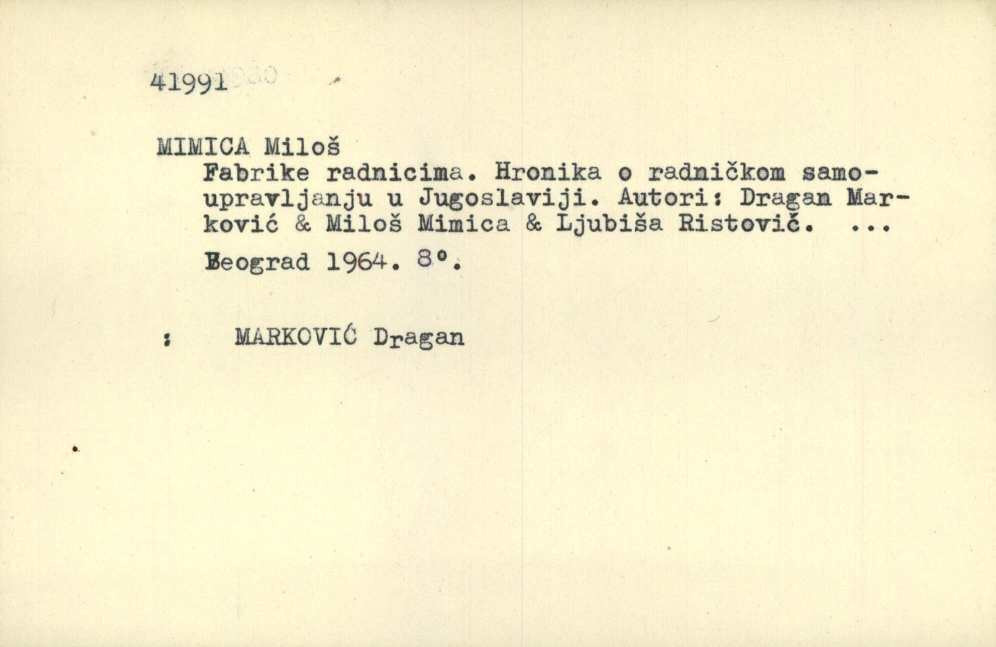 41991
MIMICA Miloš
Fabrike radnicima. Hronika o radničkom samo-
upravljanju u Jugoslaviji. Autori: Dragan Mar-
ković & Miloš Mimica & Ljubiša Ristović. ...
Beograd 1964. 8°.
: MARKOVIĆ Dragan